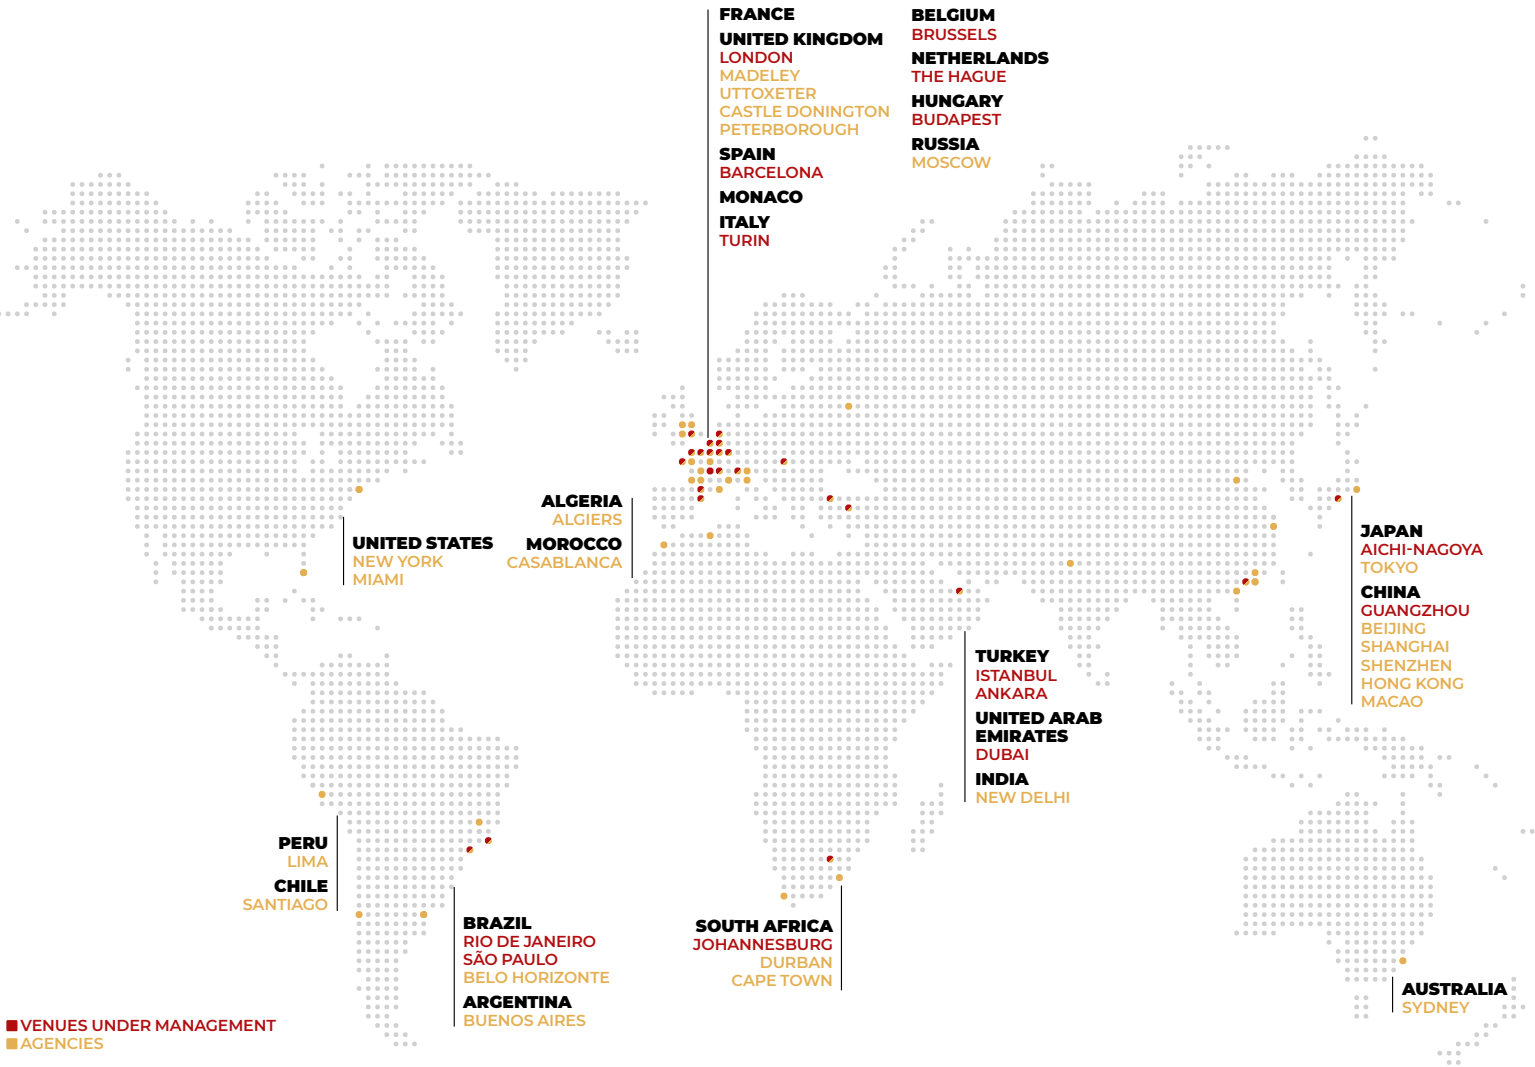 FRANCE
UNITED KINGDOM
LONDON
MADELEY
UTTOXETER
CASTLE DONINGTON
PETERBOROUGH
SPAIN
BARCELONA
MONACO
ITALY
TURIN
BELGIUM
BRUSSELS
NETHERLANDS
THE HAGUE
HUNGARY
BUDAPEST
RUSSIA
MOSCOW
UNITED STATES
NEW YORK
MIAMI
ALGERIA
ALGIERS
MOROCCO
CASABLANCA
JAPAN
AICHI-NAGOYA
TOKYO
CHINA
GUANGZHOU
BEIJING
SHANGHAI
SHENZHEN
HONG KONG
MACAO
TURKEY
ISTANBUL
ANKARA
UNITED ARAB
EMIRATES
DUBAI
INDIA
NEW DELHI
PERU
LIMA
CHILE
SANTIAGO
BRAZIL
RIO DE JANEIRO
SÃO PAULO
BELO HORIZONTE
ARGENTINA
BUENOS AIRES
SOUTH AFRICA
JOHANNESBURG
DURBAN
CAPE TOWN
AUSTRALIA
SYDNEY
VENUES UNDER MANAGEMENT
AGENCIES